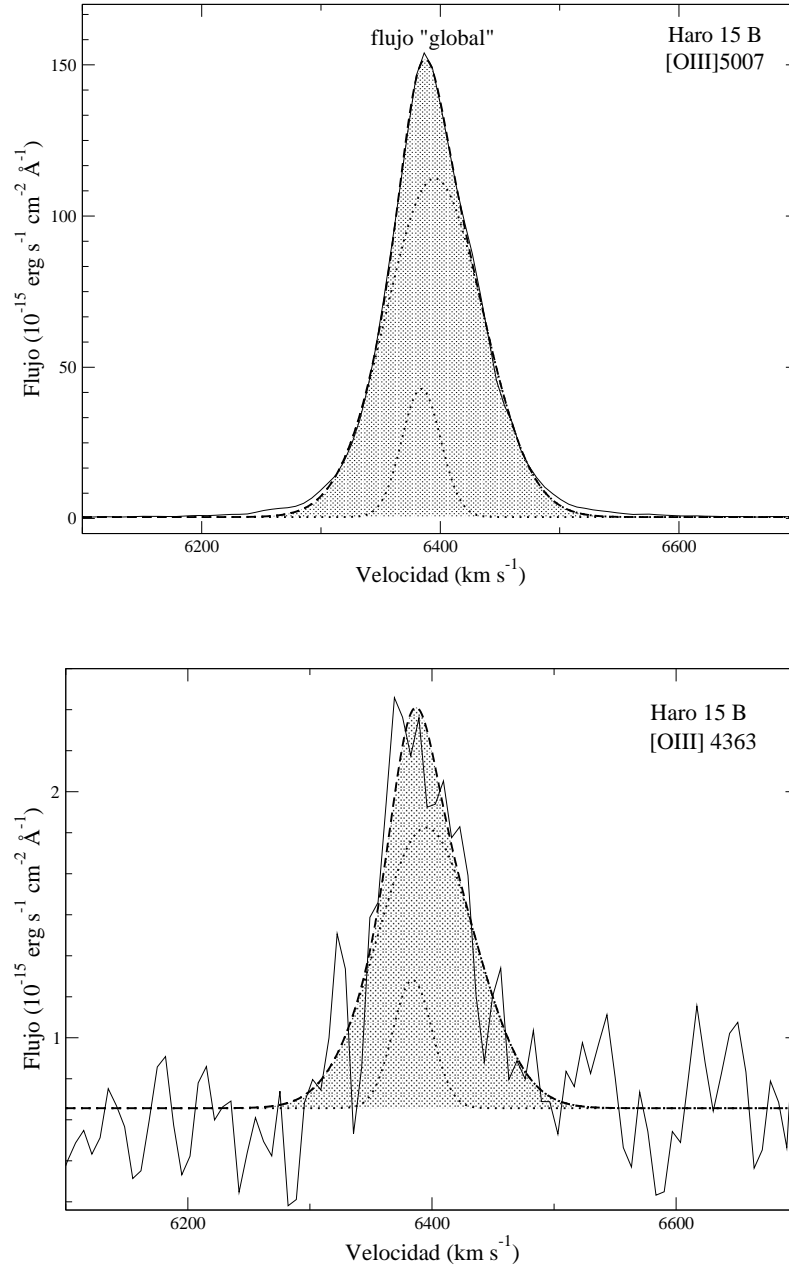 flujo "global"
Haro 15 B
[OIII]5007
150
100
50
0
Flujo (10⁻¹⁵ erg s⁻¹ cm⁻² Å⁻¹)
6200 6400 6600
Velocidad (km s⁻¹)
Haro 15 B
[OIII] 4363
2
1
Flujo (10⁻¹⁵ erg s⁻¹ cm⁻² Å⁻¹)
6200 6400 6600
Velocidad (km s⁻¹)